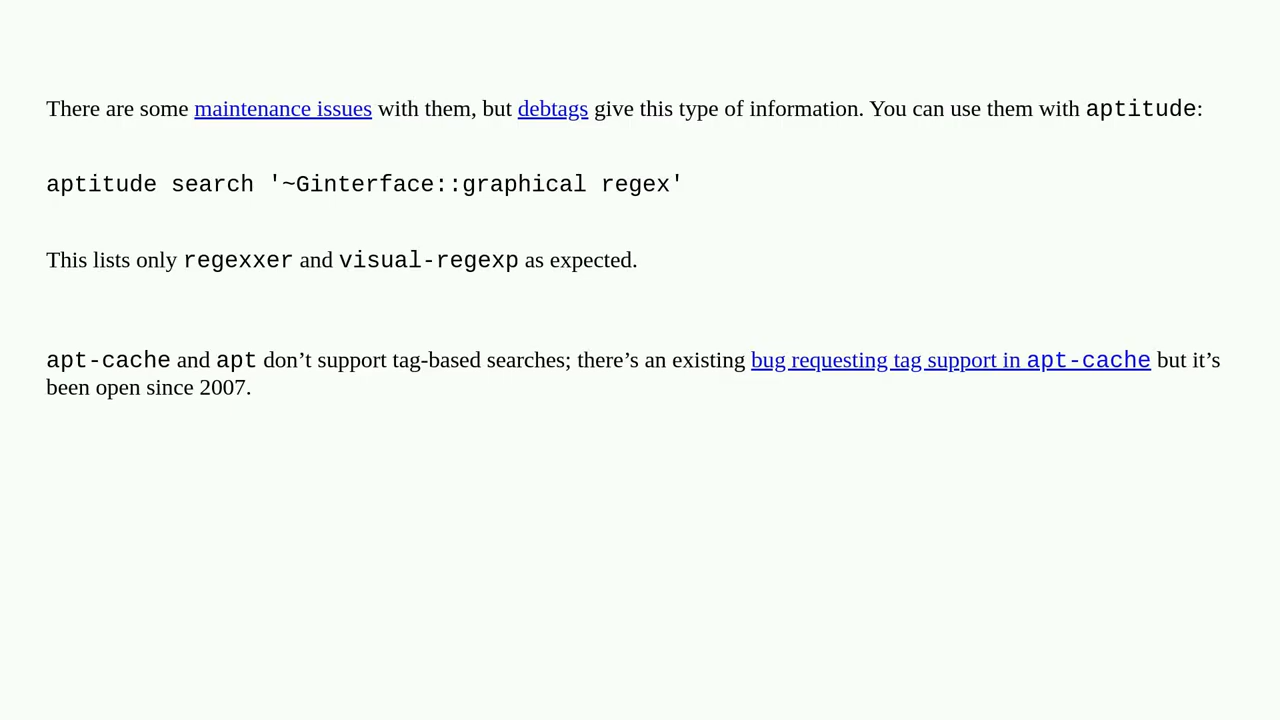 There are some maintenance issues with them, but debtags give this type of information. You can use them with aptitude:
aptitude search '~Ginterface::graphical regex'
This lists only regexxer and visual-regexp as expected.
apt-cache and apt don’t support tag-based searches; there’s an existing bug requesting tag support in apt-cache but it’s
been open since 2007.